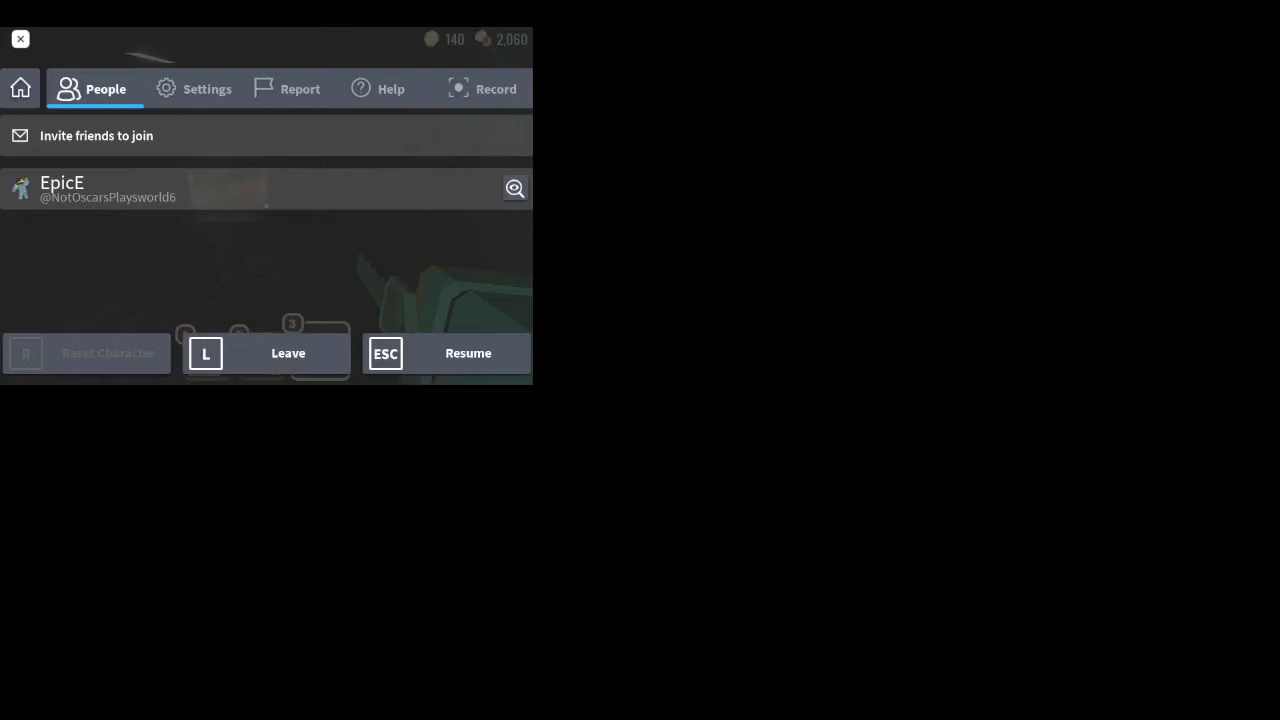 140 2,060
People Settings Report Help Record
Invite friends to join
EpicE
@NotOscarsPlaysworld6
3
R Reset Character L Leave ESC Resume